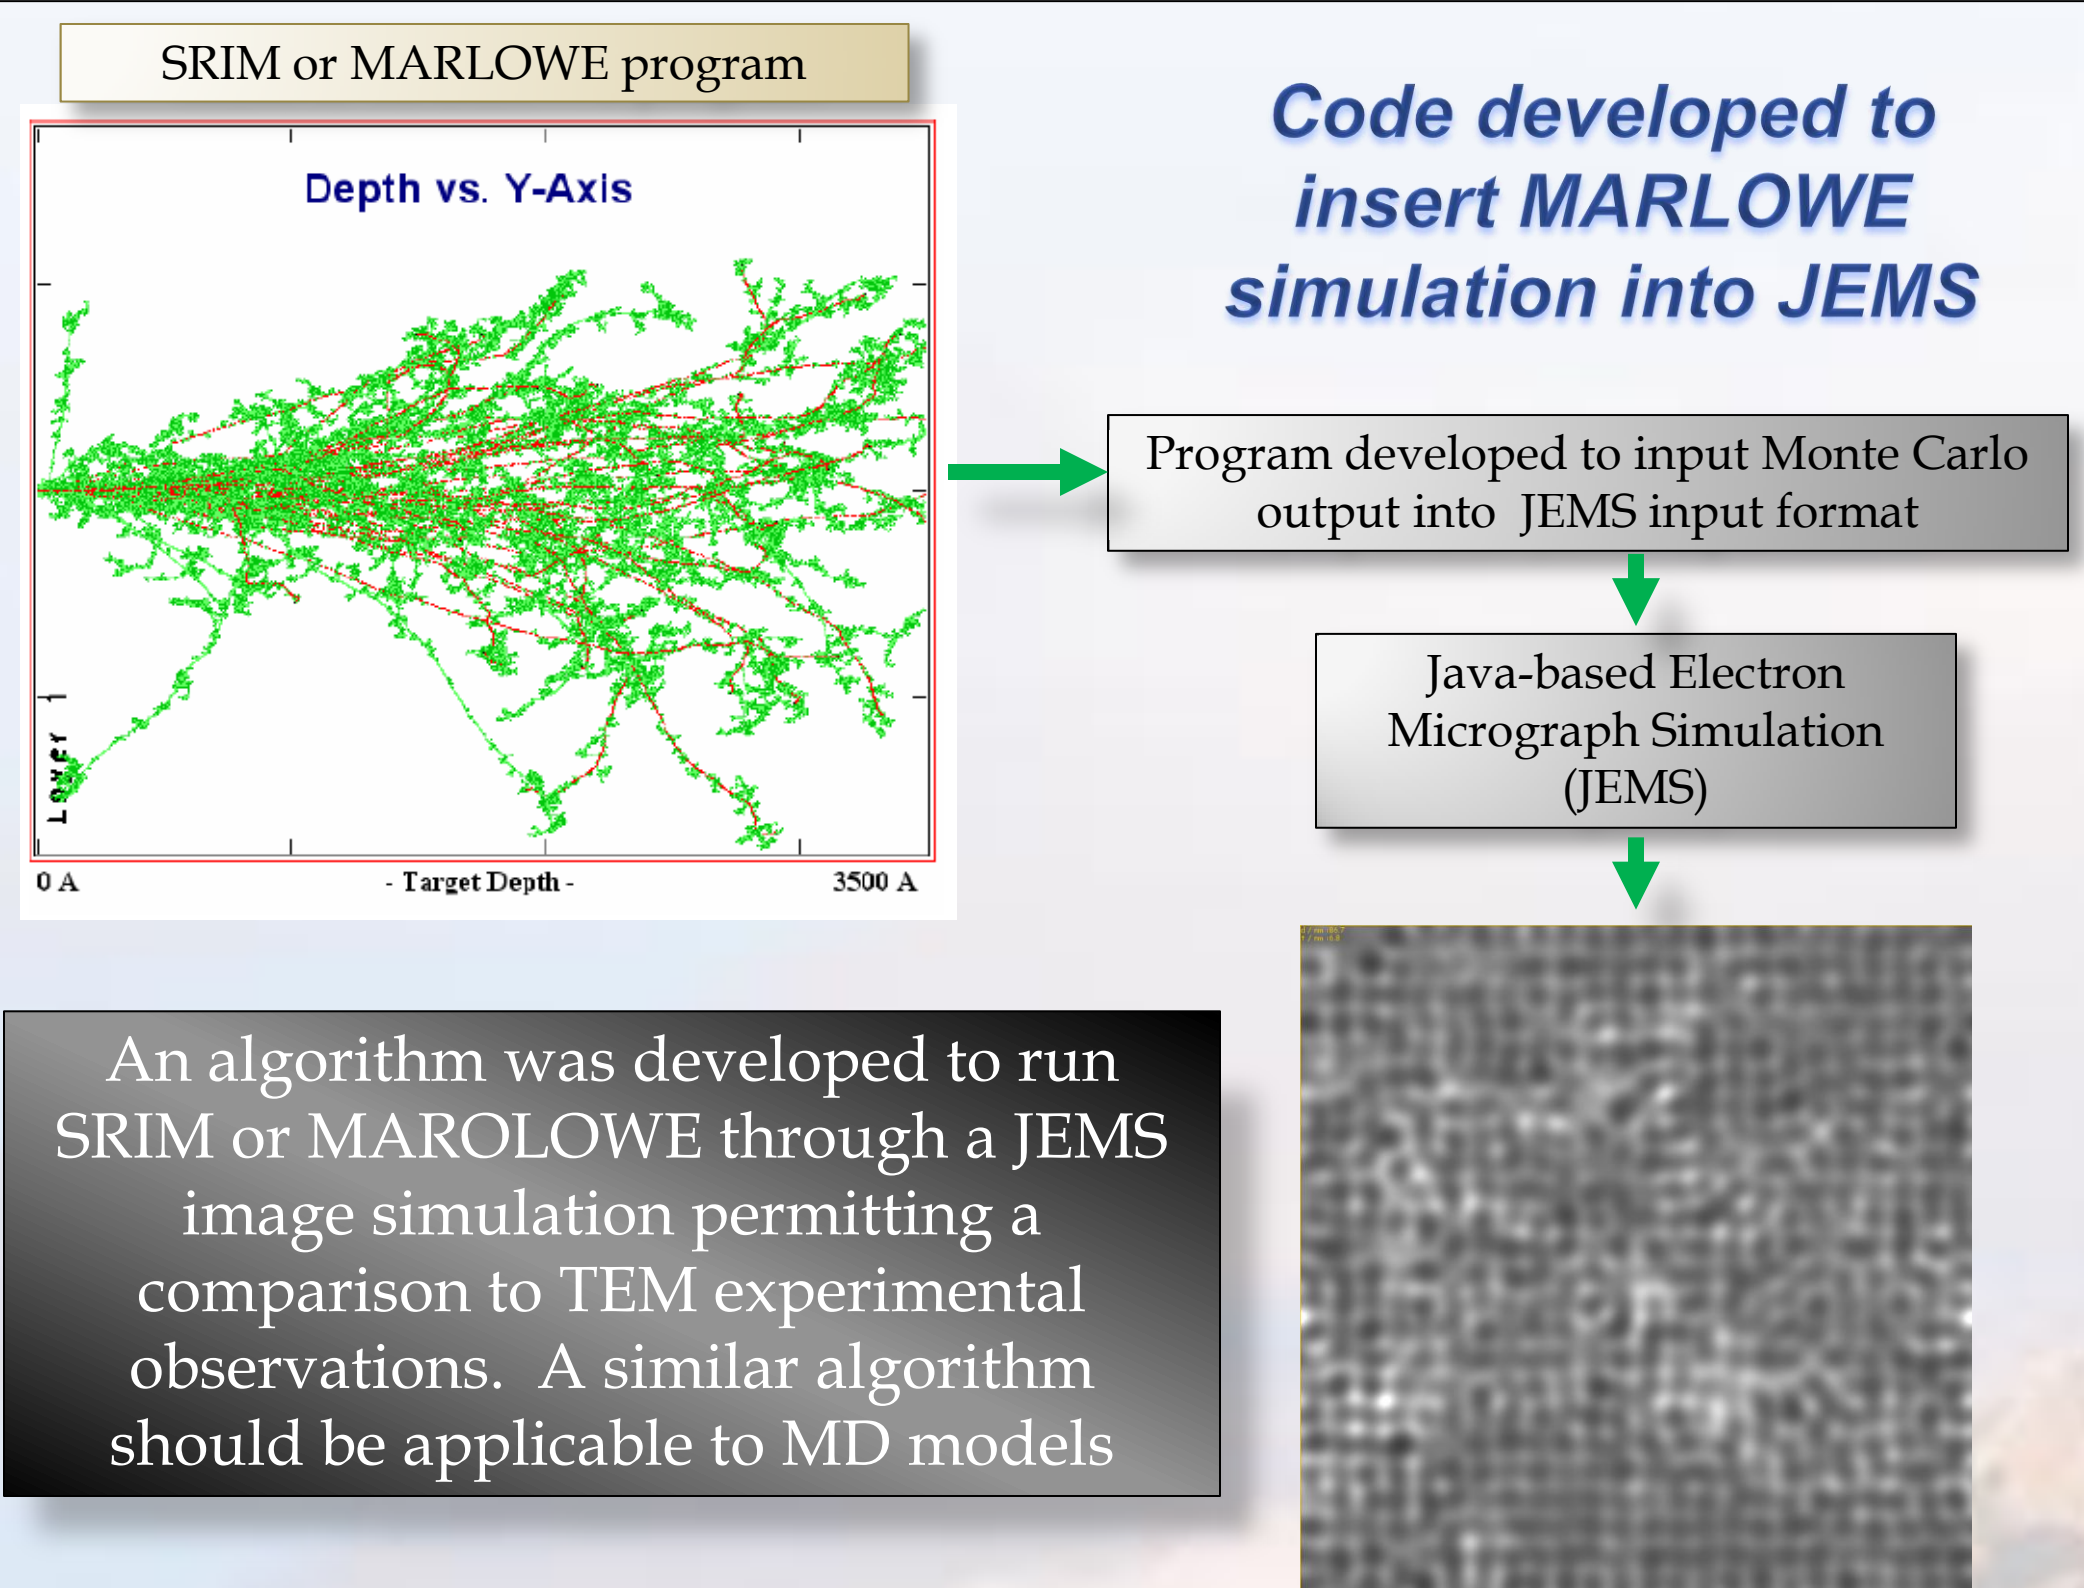 SRIM or MARLOWE program
Depth vs. Y-Axis
Layer 1
0 A
- Target Depth -
3500 A
Code developed to
insert MARLOWE
simulation into JEMS
Program developed to input Monte Carlo
output into JEMS input format
Java-based Electron
Micrograph Simulation
(JEMS)
An algorithm was developed to run
SRIM or MAROLOWE through a JEMS
image simulation permitting a
comparison to TEM experimental
observations. A similar algorithm
should be applicable to MD models